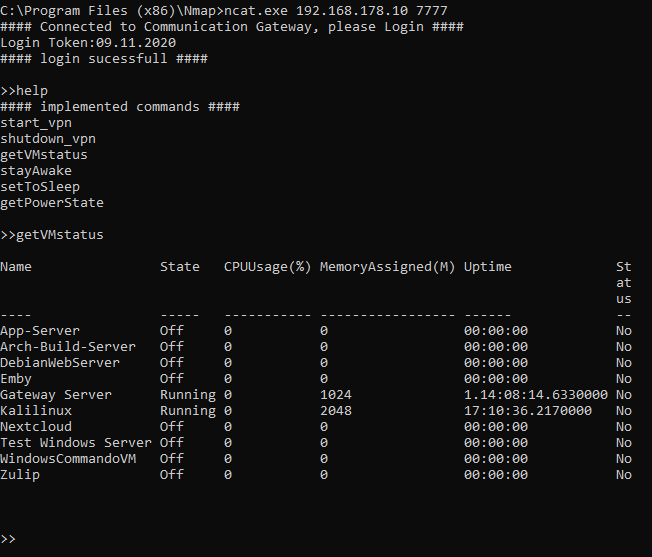 C:\Program Files (x86)\Nmap>ncat.exe 192.168.178.10 7777
#### Connected to Communication Gateway, please Login ####
Login Token:09.11.2020
#### login sucessfull ####
>>help
#### implemented commands ####
start_vpn
shutdown_vpn
getVMstatus
stayAwake
setToSleep
getPowerState
>>getVMstatus
Name State CPUUsage(%) MemoryAssigned(M) Uptime St
at
us
---- ----- ----------- ----------------- ------ --
App-Server Off 0 0 00:00:00 No
Arch-Build-Server Off 0 0 00:00:00 No
DebianWebServer Off 0 0 00:00:00 No
Emby Off 0 0 00:00:00 No
Gateway Server Running 0 1024 1.14:08:14.6330000 No
Kalilinux Running 0 2048 17:10:36.2170000 No
Nextcloud Off 0 0 00:00:00 No
Test Windows Server Off 0 0 00:00:00 No
WindowsCommandoVM Off 0 0 00:00:00 No
Zulip Off 0 0 00:00:00 No
>>